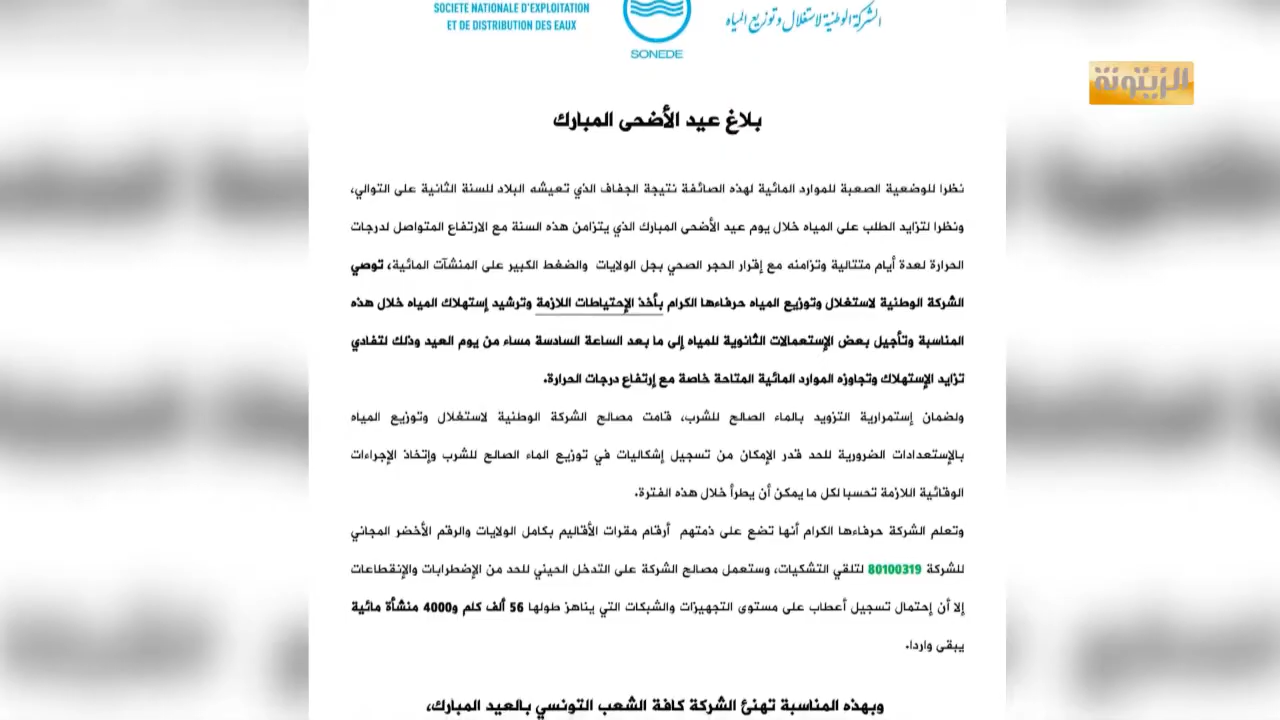 SOCIETE NATIONALE D'EXPLOITATION
ET DE DISTRIBUTION DES EAUX
SONEDE
الشركة الوطنية لاستغلال وتوزيع المياه
الزيتونة
بلاغ عيد الأضحى المبارك
نظرا للوضعية الصعبة للموارد المائية لهذه الصائفة نتيجة الجفاف الذي تعيشه البلاد للسنة الثانية على التوالي،
ونظرا لتزايد الطلب على المياه خلال يوم عيد الأضحى المبارك الذي يتزامن هذه السنة مع الارتفاع المتواصل لدرجات
الحرارة لعدة أيام متتالية وتزامنه مع إقرار الحجر الصحي بجل الولايات والضغط الكبير على المنشآت المائية، توصي
الشركة الوطنية لاستغلال وتوزيع المياه حرفاءها الكرام بأخذ الإحتياطات اللازمة وترشيد إستهلاك المياه خلال هذه
المناسبة وتأجيل بعض الإستعمالات الثانوية للمياه إلى ما بعد الساعة السادسة مساء من يوم العيد وذلك لتفادي
تزايد الإستهلاك وتجاوزه الموارد المائية المتاحة خاصة مع إرتفاع درجات الحرارة.
ولضمان إستمرارية التزويد بالماء الصالح للشرب، قامت مصالح الشركة الوطنية لاستغلال وتوزيع المياه
بالإستعدادات الضرورية للحد قدر الإمكان من تسجيل إشكاليات في توزيع الماء الصالح للشرب وإتخاذ الإجراءات
الوقائية اللازمة تحسبا لكل ما يمكن أن يطرأ خلال هذه الفترة.
وتعلم الشركة حرفاءها الكرام أنها تضع على ذمتهم أرقام مقرات الأقاليم بكامل الولايات والرقم الأخضر المجاني
للشركة 80100319 لتلقي التشكيات، وستعمل مصالح الشركة على التدخل الحيني للحد من الإضطرابات والإنقطاعات
إلا أن إحتمال تسجيل أعطاب على مستوى التجهيزات والشبكات التي يناهز طولها 56 ألف كلم و4000 منشأة مائية
يبقى واردا.
وبهذه المناسبة تهنئ الشركة كافة الشعب التونسي بالعيد المبارك،